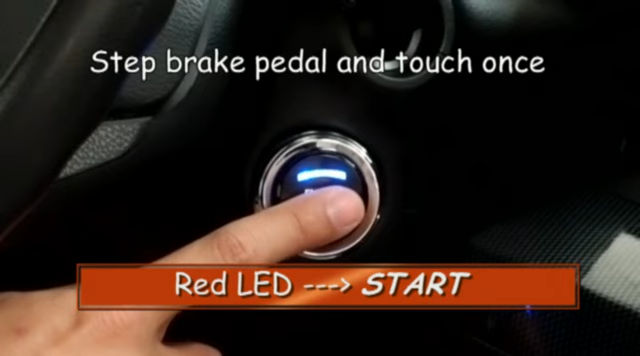 Step brake pedal and touch once
Red LED ---> START